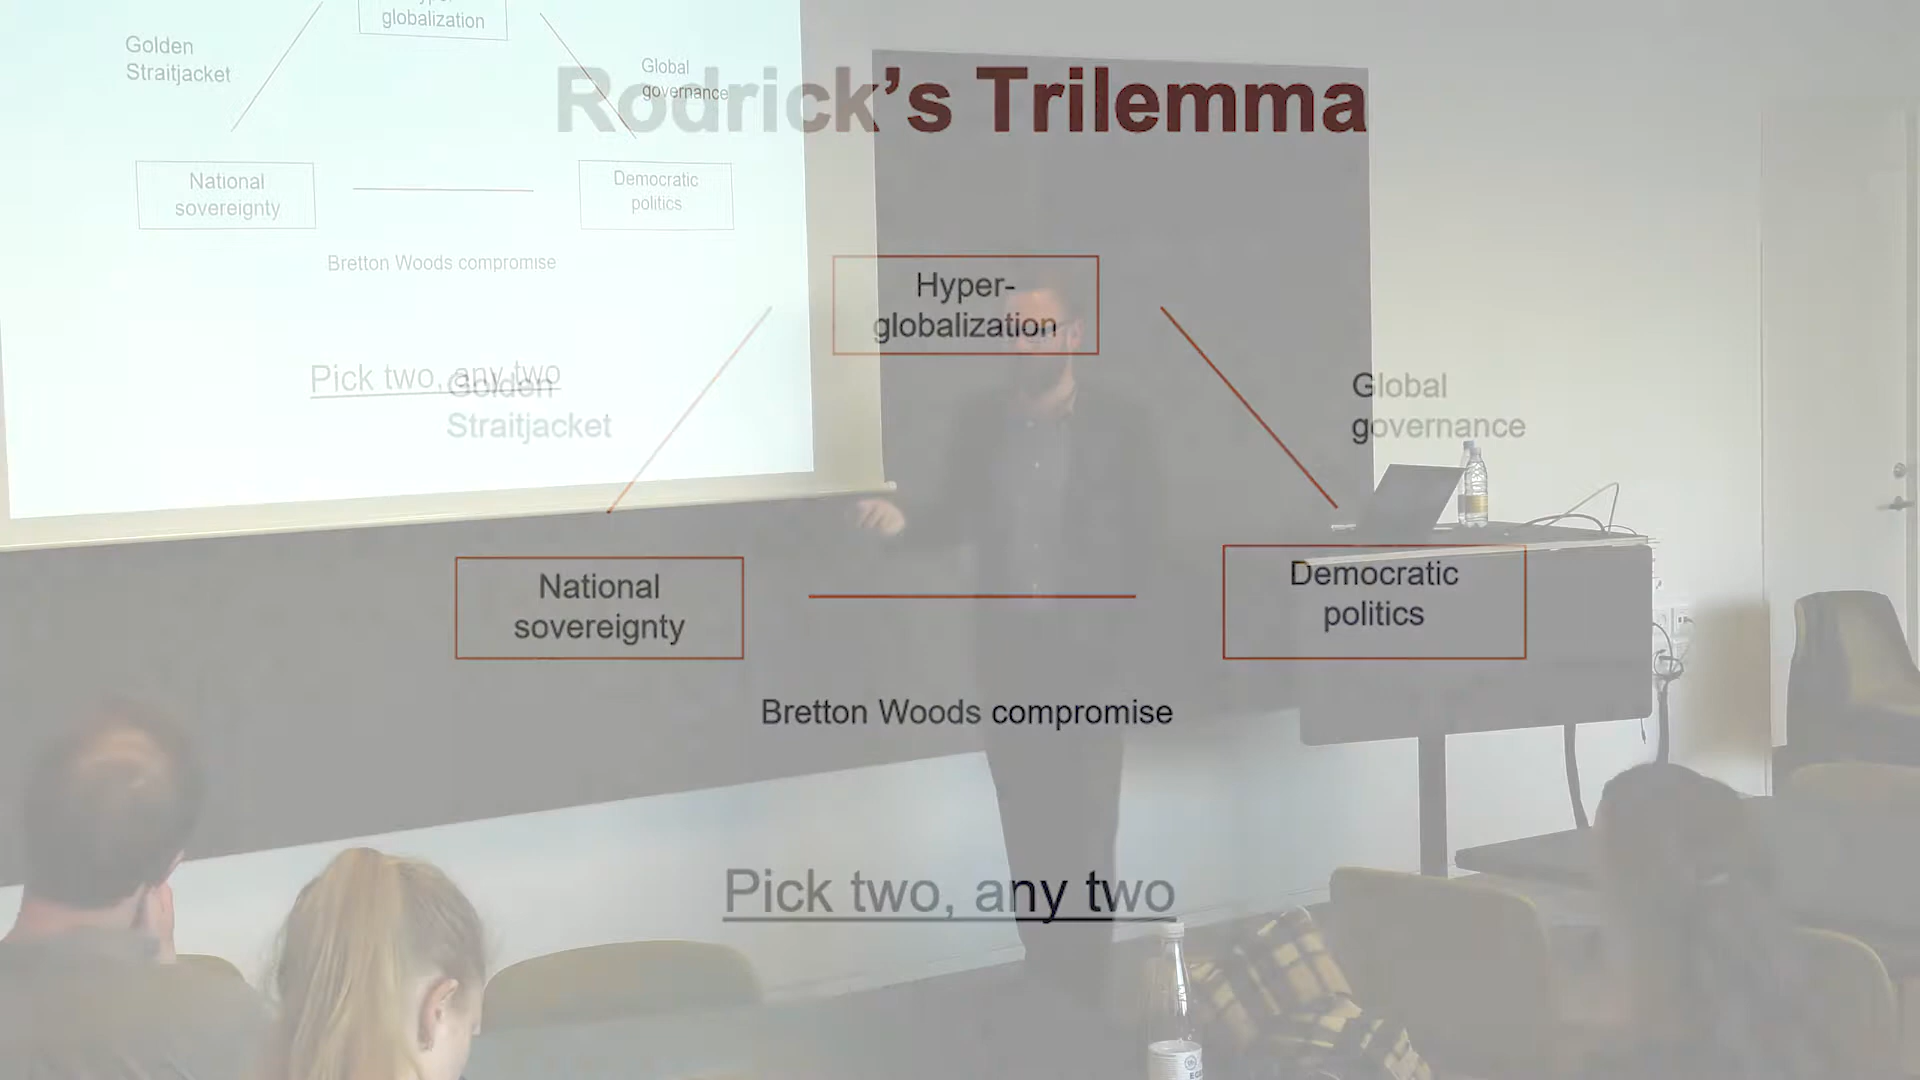 globalization
Golden
Straitjacket
Global
governance
National
sovereignty
Democratic
politics
Bretton Woods compromise
Pick two, any two
Rodrick's Trilemma
Hyper-
globalization
Golden
Straitjacket
Global
governance
National
sovereignty
Democratic
politics
Bretton Woods compromise
Pick two, any two